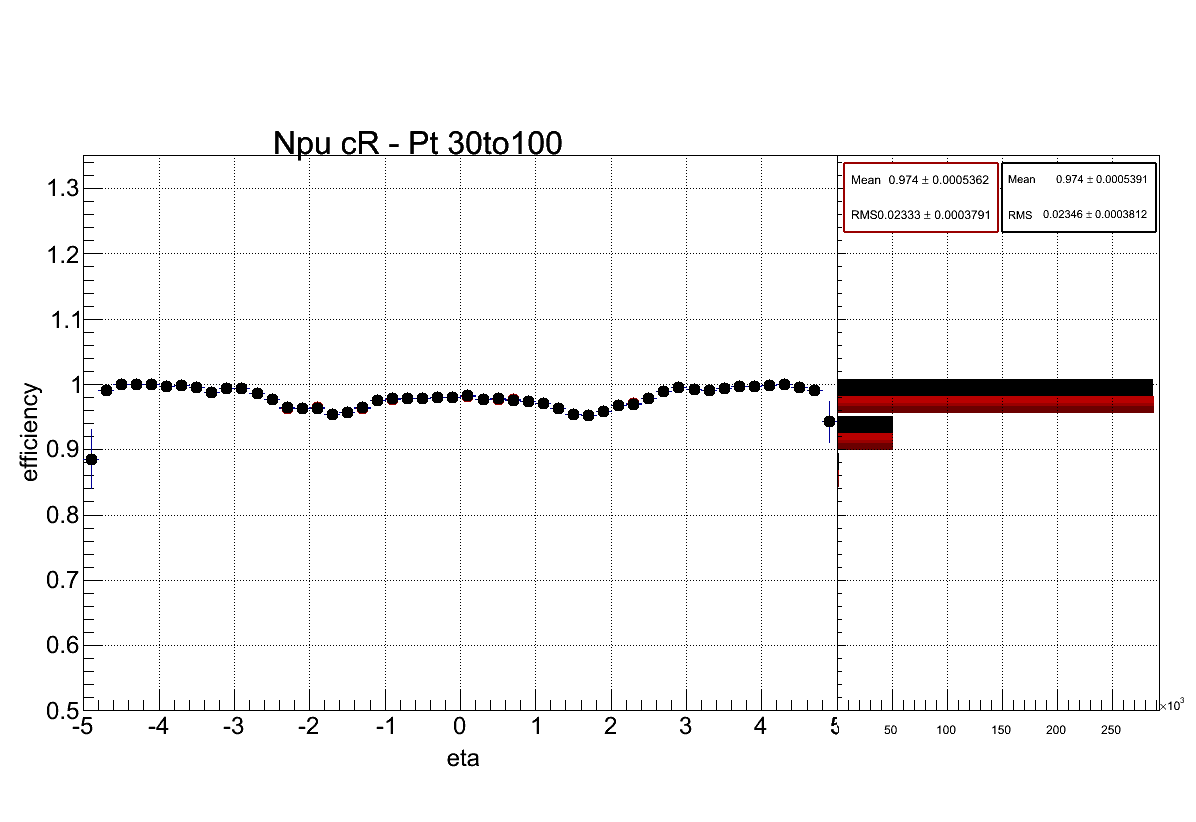 Npu cR - Pt 30to100
Mean 0.974 ± 0.0005362
RMS0.02333 ± 0.0003791
Mean 0.974 ± 0.0005391
RMS 0.02346 ± 0.0003812
1.3
1.2
1.1
1
0.9
0.8
0.7
0.6
0.5
efficiency
-5 -4 -3 -2 -1 0 1 2 3 4
50 100 150 200 250
×10³
eta